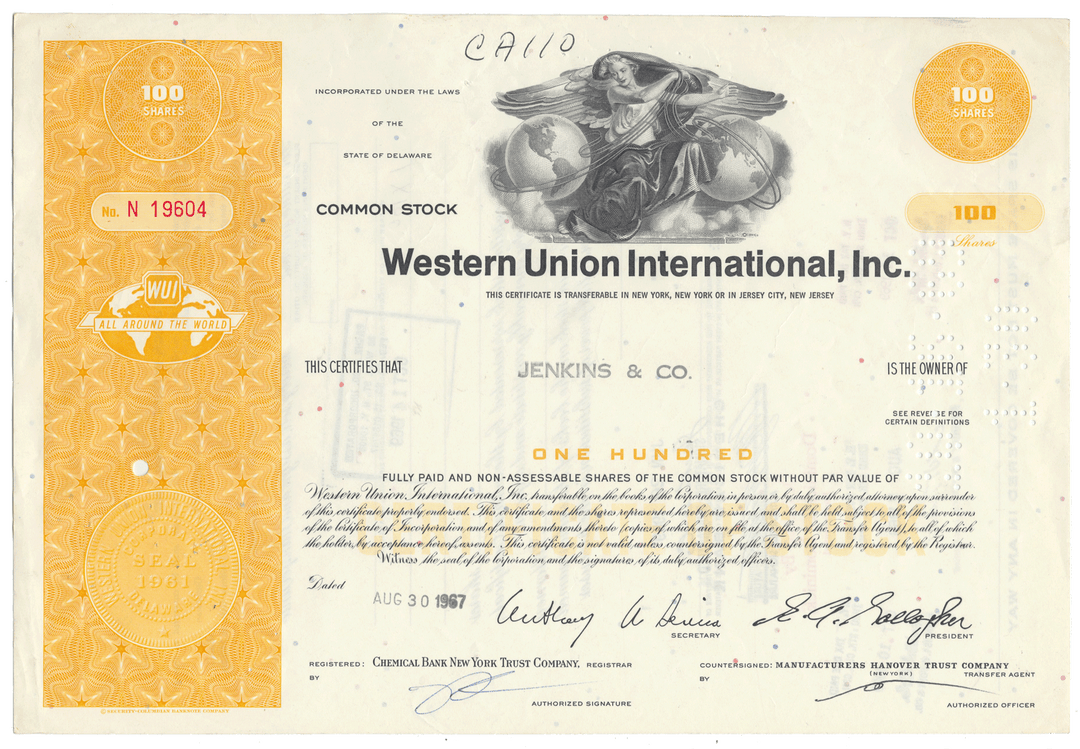 CA110
100
SHARES
INCORPORATED UNDER THE LAWS
OF THE
STATE OF DELAWARE
COMMON STOCK
100
SHARES
No. N 19604
100
Shares
Western Union International, Inc.
THIS CERTIFICATE IS TRANSFERABLE IN NEW YORK, NEW YORK OR IN JERSEY CITY, NEW JERSEY
WUI
ALL AROUND THE WORLD
THIS CERTIFIES THAT JENKINS & CO. IS THE OWNER OF
SEE REVERSE FOR
CERTAIN DEFINITIONS
ONE HUNDRED
FULLY PAID AND NON-ASSESSABLE SHARES OF THE COMMON STOCK WITHOUT PAR VALUE OF
Western Union, International, Inc. transferable on the books of the Corporation in person or by duly authorized attorney upon surrender
of this certificate properly endorsed. This certificate and the shares represented hereby are issued and shall be held subject to all of the provisions
of the Certificate of Incorporation and of any amendments thereto (copies of which are on file at the office of the Transfer Agent), to all of which
the holder, by acceptance hereof, assents. This certificate is not valid unless countersigned by the Transfer Agent and registered by the Registrar.
Witness the seal of the Corporation and the signatures of its duly authorized officers.
SEAL
1961
DELAWARE
Dated
AUG 30 1967
SECRETARY
E. A. Gallagher
PRESIDENT
REGISTERED: CHEMICAL BANK NEW YORK TRUST COMPANY, REGISTRAR
BY
AUTHORIZED SIGNATURE
COUNTERSIGNED: MANUFACTURERS HANOVER TRUST COMPANY
(NEW YORK) TRANSFER AGENT
BY
AUTHORIZED OFFICER
© SECURITY-COLUMBIAN BANKNOTE COMPANY